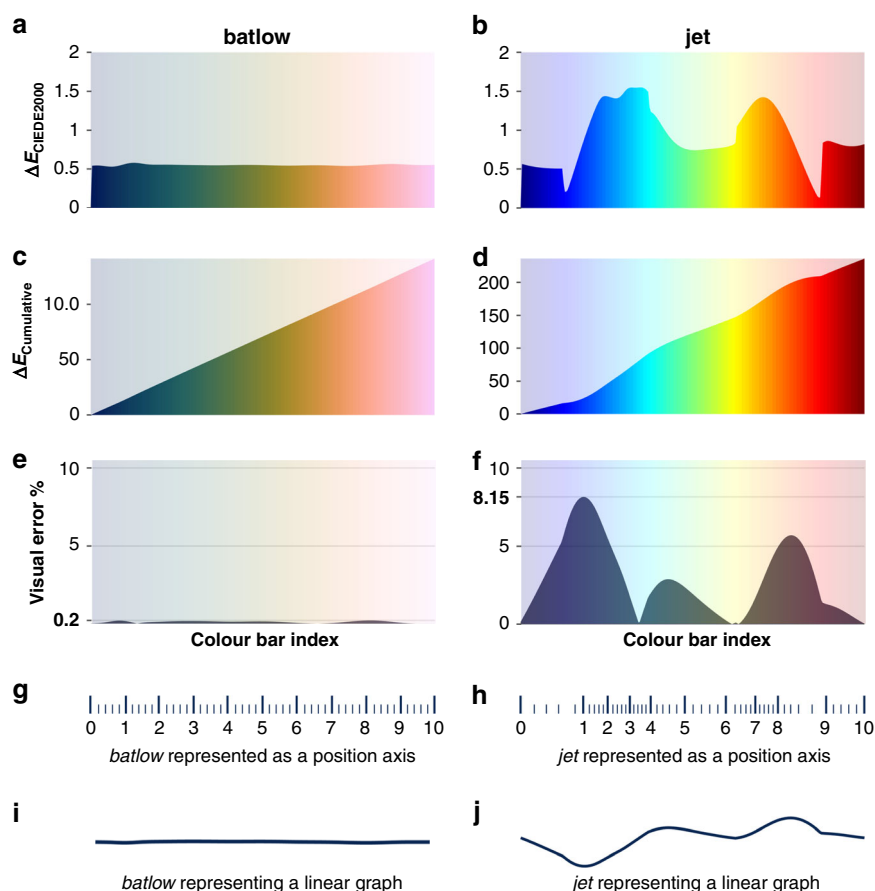 a
batlow
2
1.5
1
0.5
0
ΔE_CIEDE2000
b
jet
2
1.5
1
0.5
0
c
10.0
50
0
ΔE_Cumulative
d
200
150
100
50
0
e
10
5
0.2
Visual error %
Colour bar index
f
10
8.15
5
0
Colour bar index
g
0 1 2 3 4 5 6 7 8 9 10
batlow represented as a position axis
h
0 1 2 3 4 5 6 7 8 9 10
jet represented as a position axis
i
batlow representing a linear graph
j
jet representing a linear graph